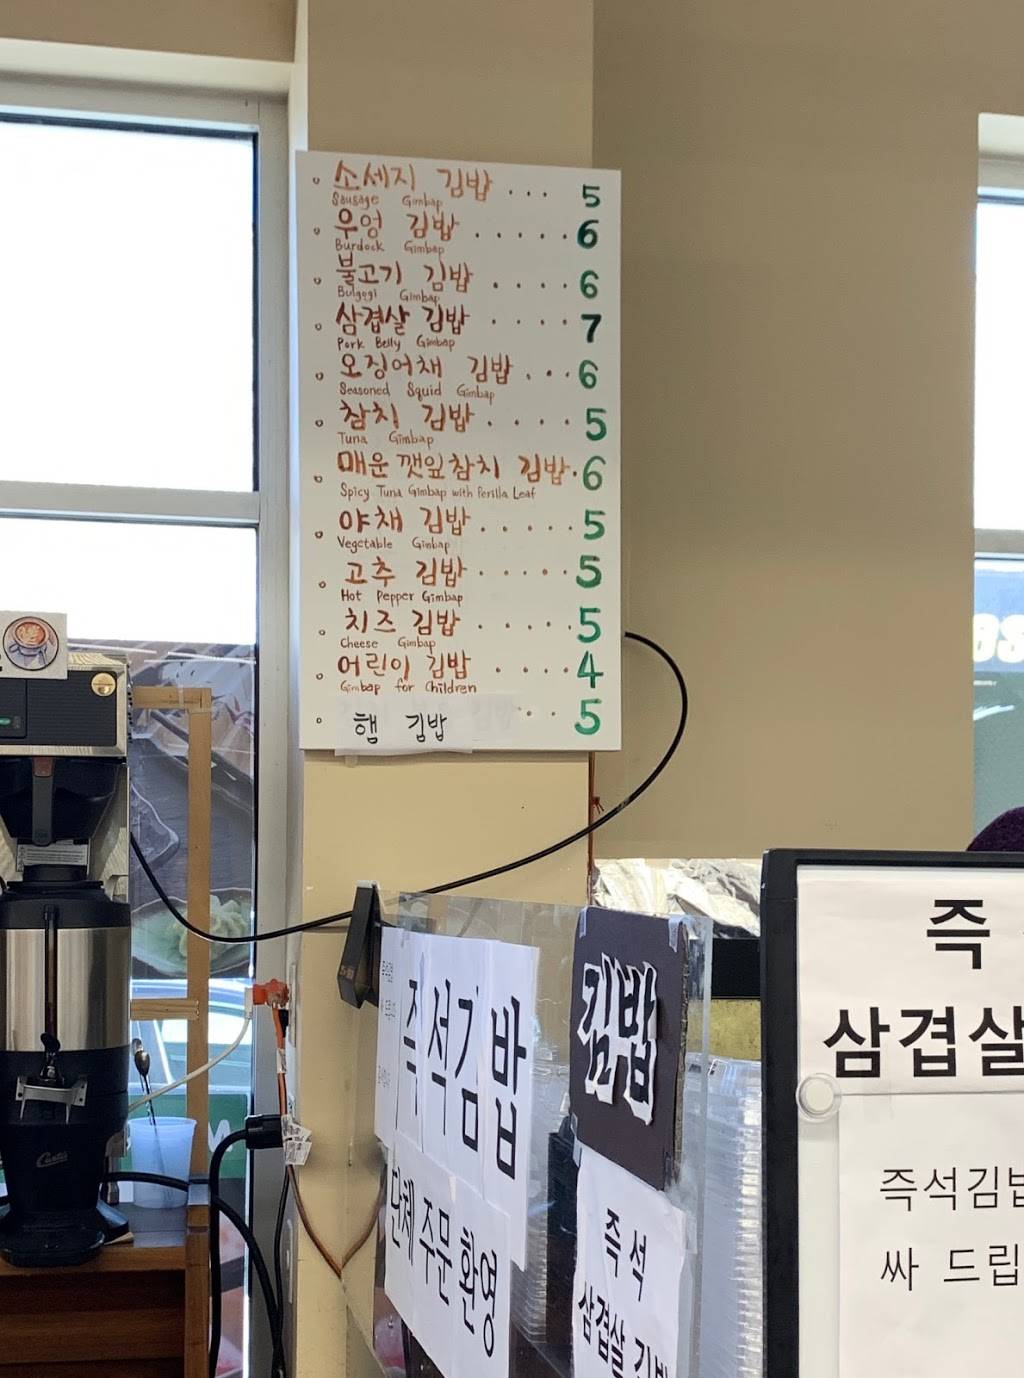 소세지 김밥 ... 5
Sausage Gimbap
우엉 김밥 ..... 6
Burdock Gimbap
불고기 김밥 .... 6
Bulgogi Gimbap
삼겹살 김밥 .... 7
Pork Belly Gimbap
오징어채 김밥 ... 6
Seasoned Squid Gimbap
참치 김밥 .... 5
Tuna Gimbap
매운 깻잎참치 김밥. 6
Spicy Tuna Gimbap with Perilla Leaf
야채 김밥 ..... 5
Vegetable Gimbap
고추 김밥 ..... 5
Hot Pepper Gimbap
치즈 김밥 ..... 5
Cheese Gimbap
어린이 김밥 .... 4
Gimbap for Children
햄 김밥 .. 5
즉석김밥
단체 주문 환영
김밥
즉석
삼겹살 김밥
즉
삼겹살
즉석김밥
싸 드립
Curtis